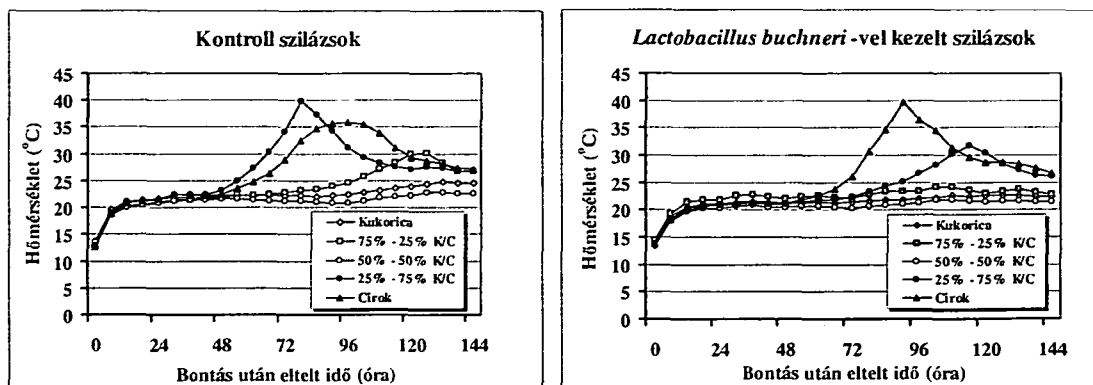 Kontroll szilázsok
45
40
35
30
25
20
15
10
5
0
Hőmérséklet (°C)
Kukorica
75% - 25% K/C
50% - 50% K/C
25% - 75% K/C
Cirok
0 24 48 72 96 120 144
Bontás után eltelt idő (óra)
Lactobacillus buchneri -vel kezelt szilázsok
45
40
35
30
25
20
15
10
5
0
Hőmérséklet (°C)
Kukorica
75% - 25% K/C
50% - 50% K/C
25% - 75% K/C
Cirok
0 24 48 72 96 120 144
Bontás után eltelt idő (óra)